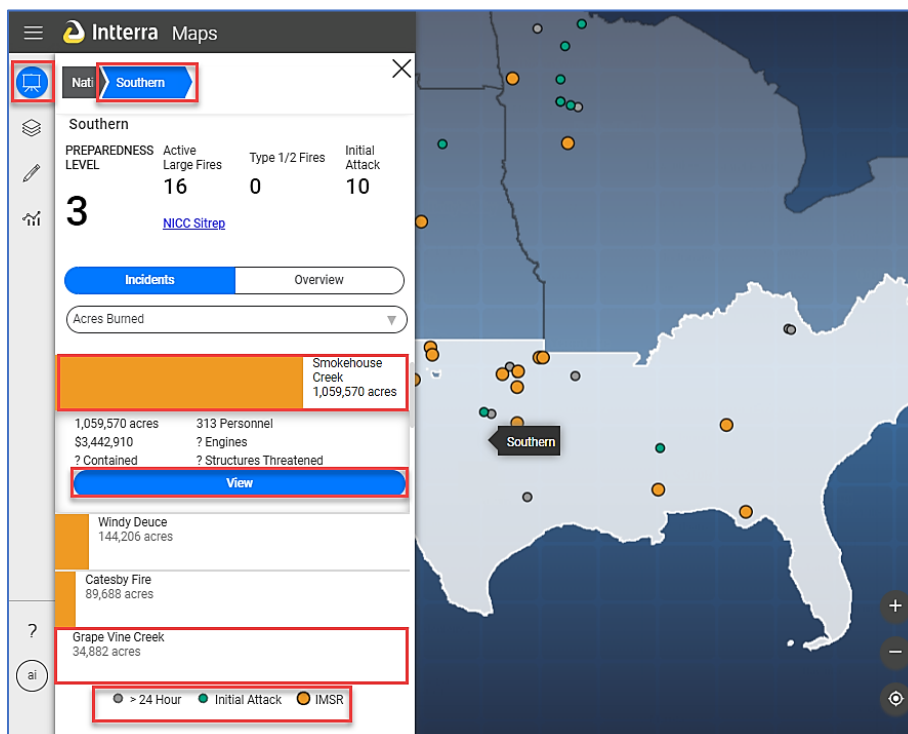 Intterra Maps
Nati
Southern
Southern
PREPAREDNESS LEVEL
3
Active Large Fires
16
Type 1/2 Fires
0
Initial Attack
10
NICC Sitrep
Incidents
Overview
Acres Burned
Smokehouse
Creek
1,059,570 acres
1,059,570 acres
313 Personnel
$3,442,910
? Engines
? Contained
? Structures Threatened
View
Windy Deuce
144,206 acres
Catesby Fire
89,688 acres
Grape Vine Creek
34,882 acres
> 24 Hour
Initial Attack
IMSR
?
ai
Southern
+
−